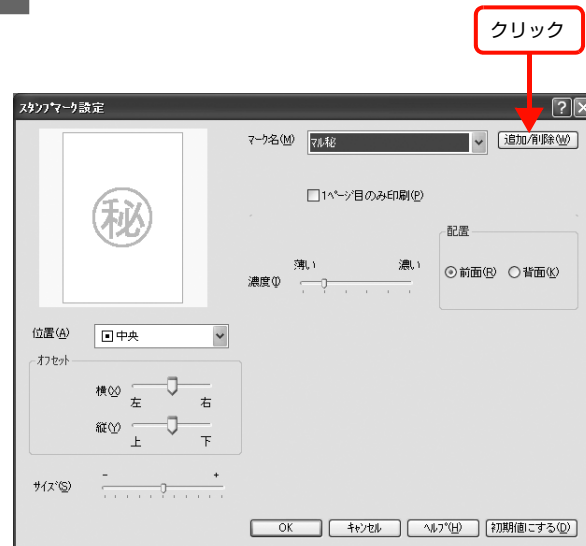 クリック
スタンプマーク設定
マーク名(M)
マル秘
追加/削除(W)
秘
1ページ目のみ印刷(P)
配置
薄い 濃い
濃度(I)
前面(R) 背面(K)
位置(A)
中央
オフセット
横(X)
左 右
縦(Y)
上 下
サイズ(S)
- +
OK キャンセル ヘルプ(H) 初期値にする(D)